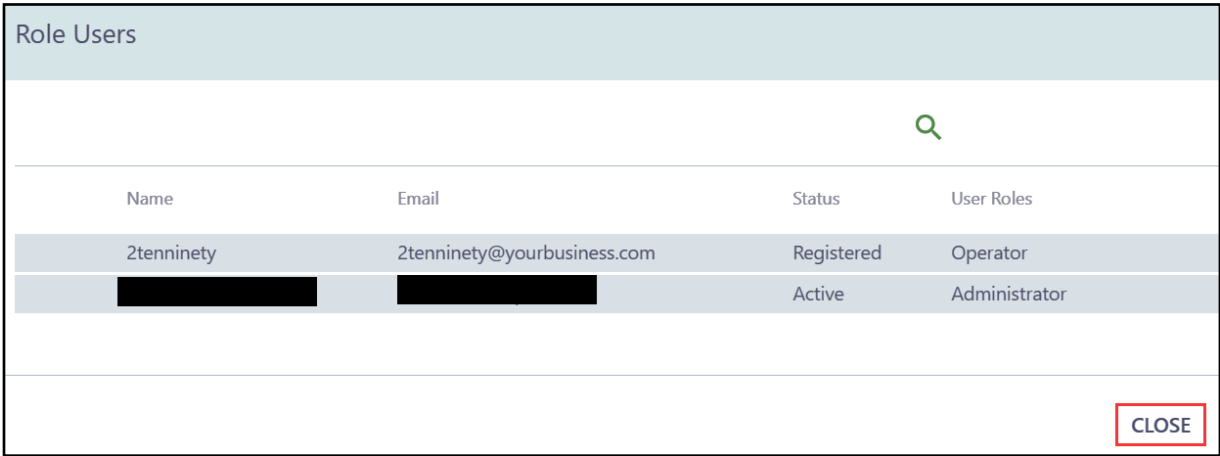 Role Users
Name Email Status User Roles
2tenninety 2tenninety@yourbusiness.com Registered Operator
Active Administrator
CLOSE